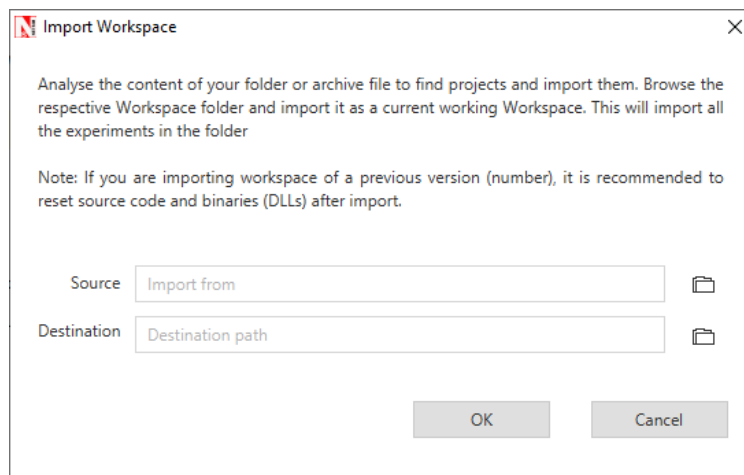 Import Workspace
Analyse the content of your folder or archive file to find projects and import them. Browse the
respective Workspace folder and import it as a current working Workspace. This will import all
the experiments in the folder
Note: If you are importing workspace of a previous version (number), it is recommended to
reset source code and binaries (DLLs) after import.
Source Import from
Destination Destination path
OK Cancel